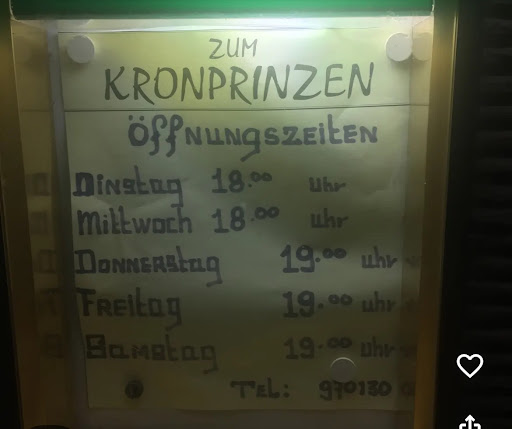 ZUM
KRONPRINZEN
ÖffNUNGSZEITEN
Dinstag 18.00 Uhr
Mittwoch 18.00 uhr
Donnerstag 19.00 uhr
Freitag 19.00 uhr
Samstag 19.00 uhr
Tel: 970130